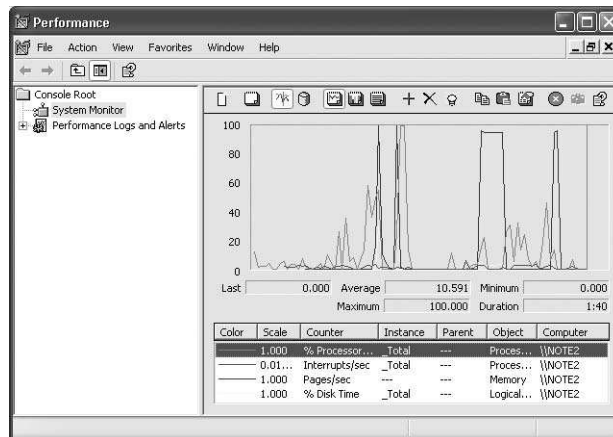 Performance
File Action View Favorites Window Help
Console Root
System Monitor
Performance Logs and Alerts
100
80
60
40
20
0
Last 0.000 Average 10.591 Minimum 0.000
Maximum 100.000 Duration 1:40
Color Scale Counter Instance Parent Object Computer
1.000 % Processor... _Total --- Proces... \\NOTE2
0.01... Interrupts/sec _Total --- Proces... \\NOTE2
1.000 Pages/sec --- --- Memory \\NOTE2
1.000 % Disk Time _Total --- Logical... \\NOTE2